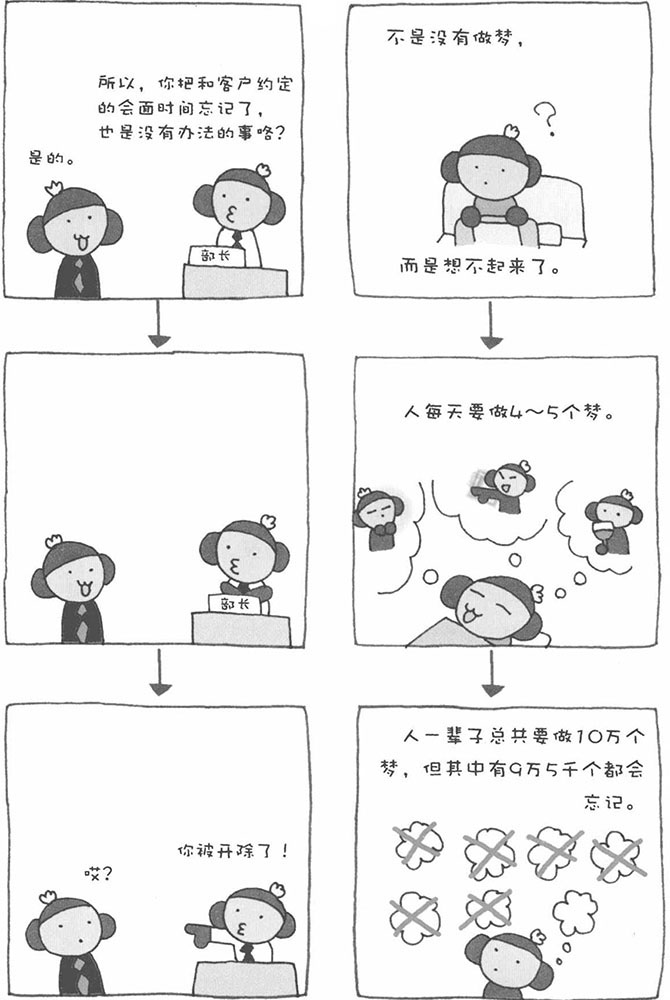 不是没有做梦，
而是想不起来了。
人每天要做4～5个梦。
人一辈子总共要做10万个
梦，但其中有9万5千个都会
忘记。
所以，你把和客户约定
的会面时间忘记了，
也是没有办法的事咯？
是的。
部长
部长
你被开除了！
哎？